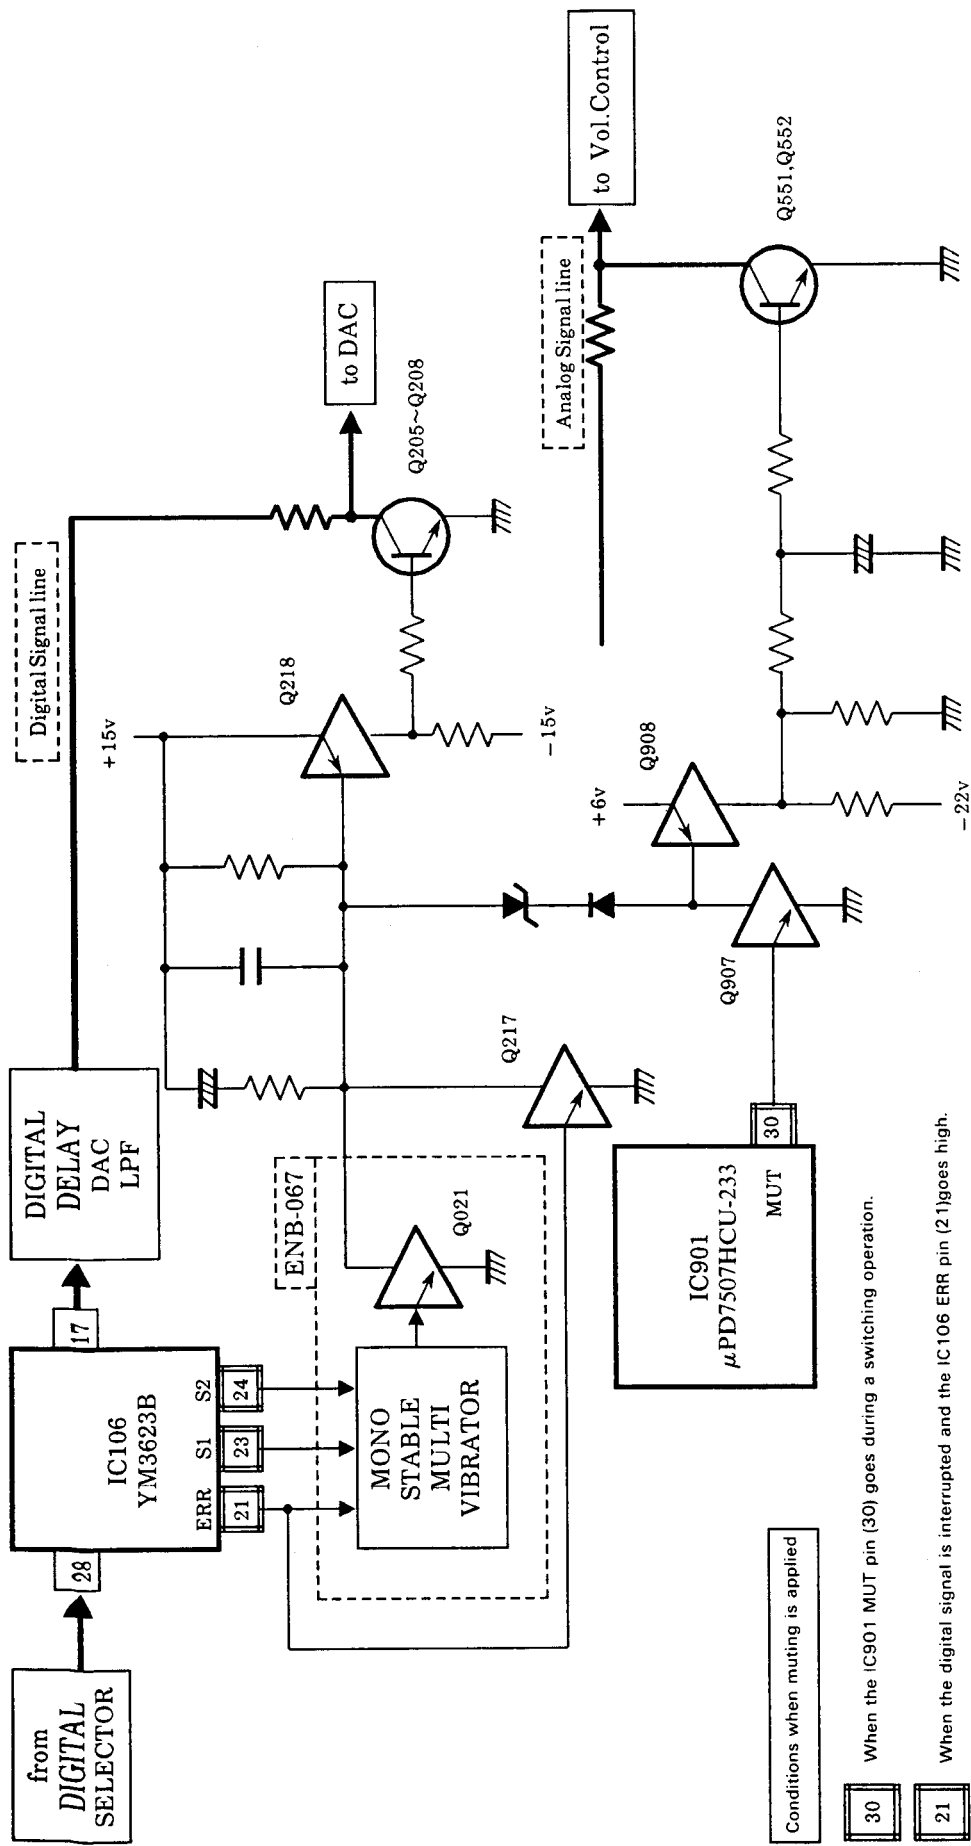 from
DIGITAL
SELECTOR
28
IC106
YM3623B
17
ERR
S1
S2
21
23
24
DIGITAL
DELAY
DAC
LPF
Digital Signal line
to DAC
Q205~Q208
+15v
Q218
-15v
ENB-067
MONO
STABLE
MULTI
VIBRATOR
Q021
Q217
Analog Signal line
to Vol.Control
Q551,Q552
+6v
Q908
-22v
Q907
IC901
μPD7507HCU-233
MUT
30
Conditions when muting is applied
30
When the IC901 MUT pin (30) goes during a switching operation.
21
When the digital signal is interrupted and the IC106 ERR pin (21)goes high.